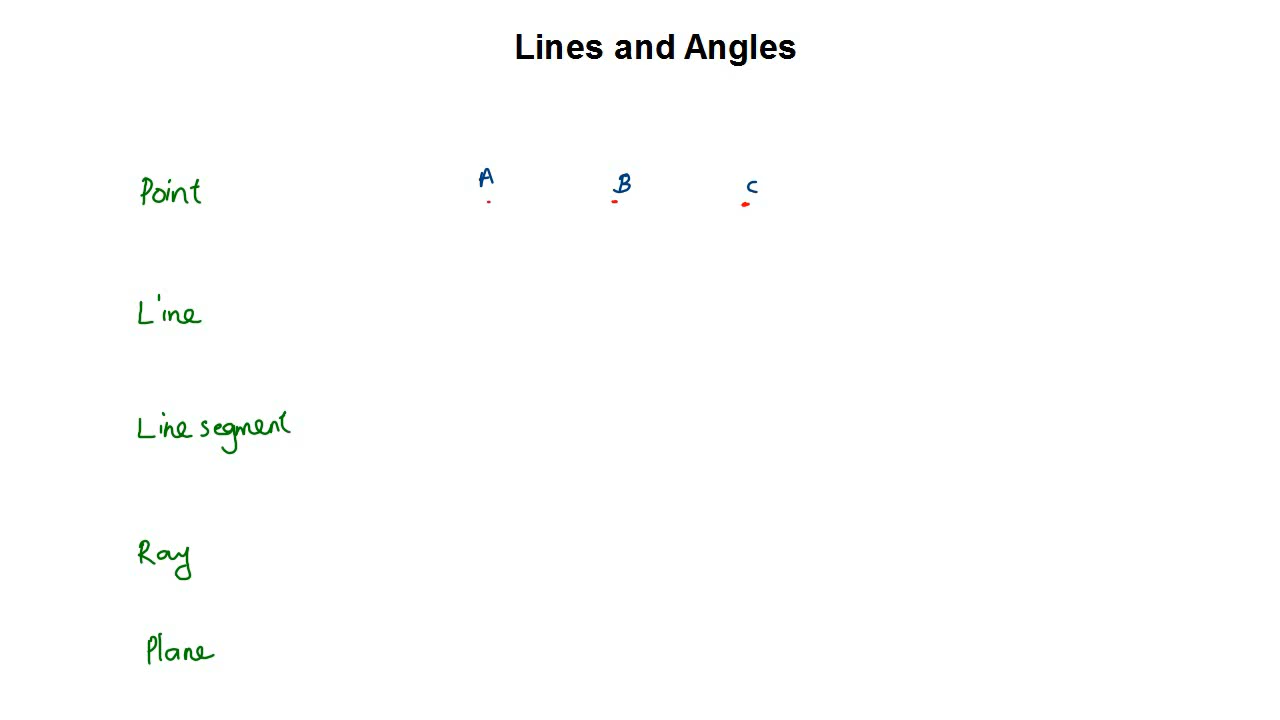 Lines and Angles
Point A B C
Line
Line segment
Ray
Plane